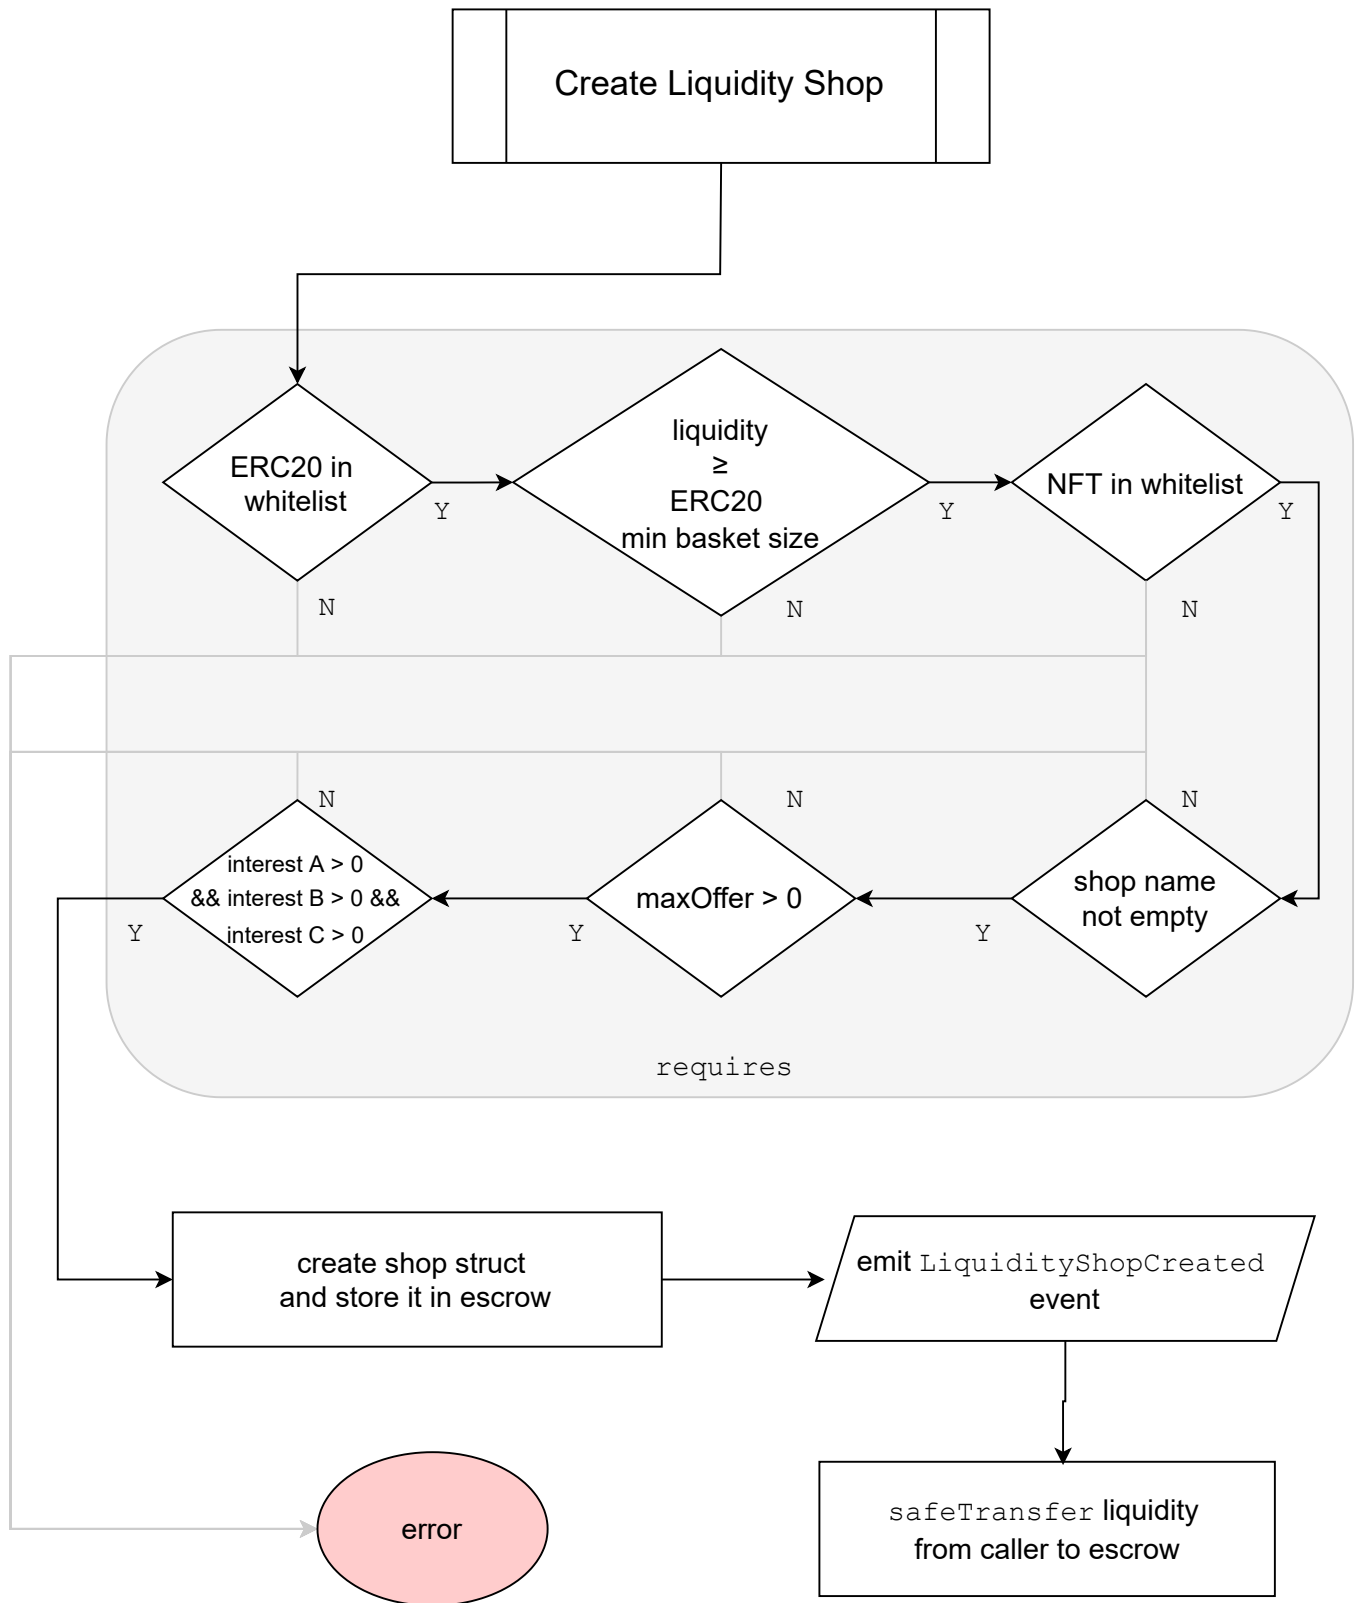 Create Liquidity Shop
ERC20 in
whitelist
Y
liquidity
≥
ERC20
min basket size
Y
NFT in whitelist
Y
N
N
N
N
N
N
interest A > 0
&& interest B > 0 &&
interest C > 0
Y
maxOffer > 0
Y
shop name
not empty
Y
requires
create shop struct
and store it in escrow
emit LiquidityShopCreated
event
error
safeTransfer liquidity
from caller to escrow